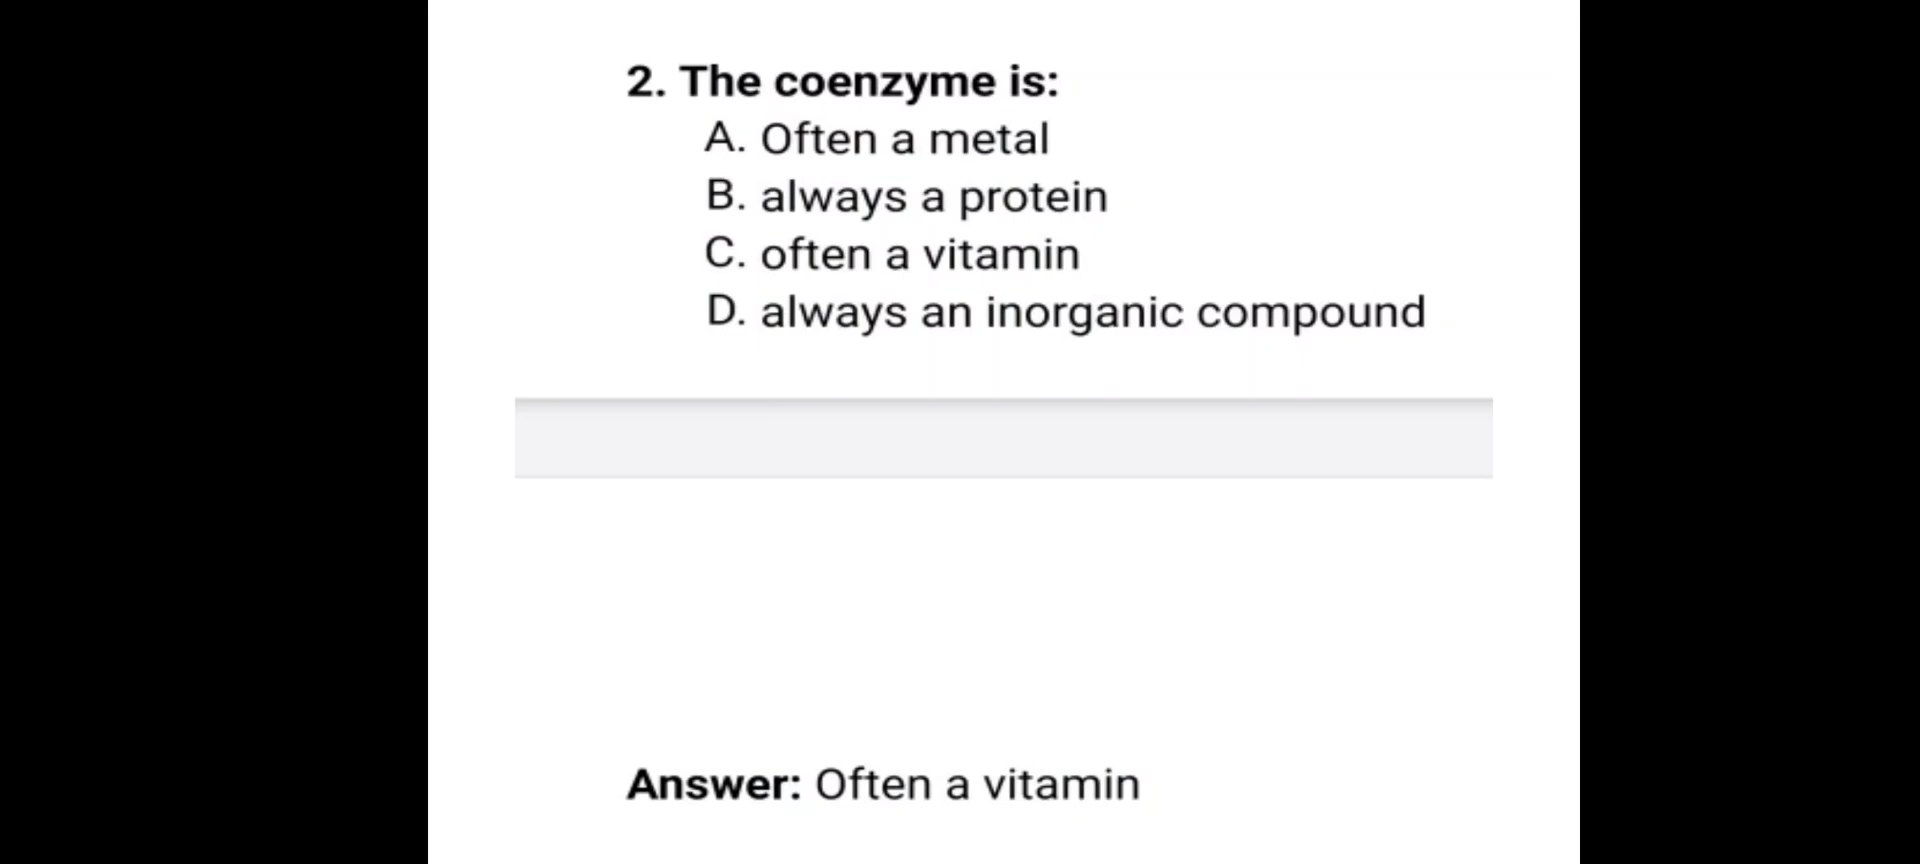 2. The coenzyme is:
A. Often a metal
B. always a protein
C. often a vitamin
D. always an inorganic compound
Answer: Often a vitamin